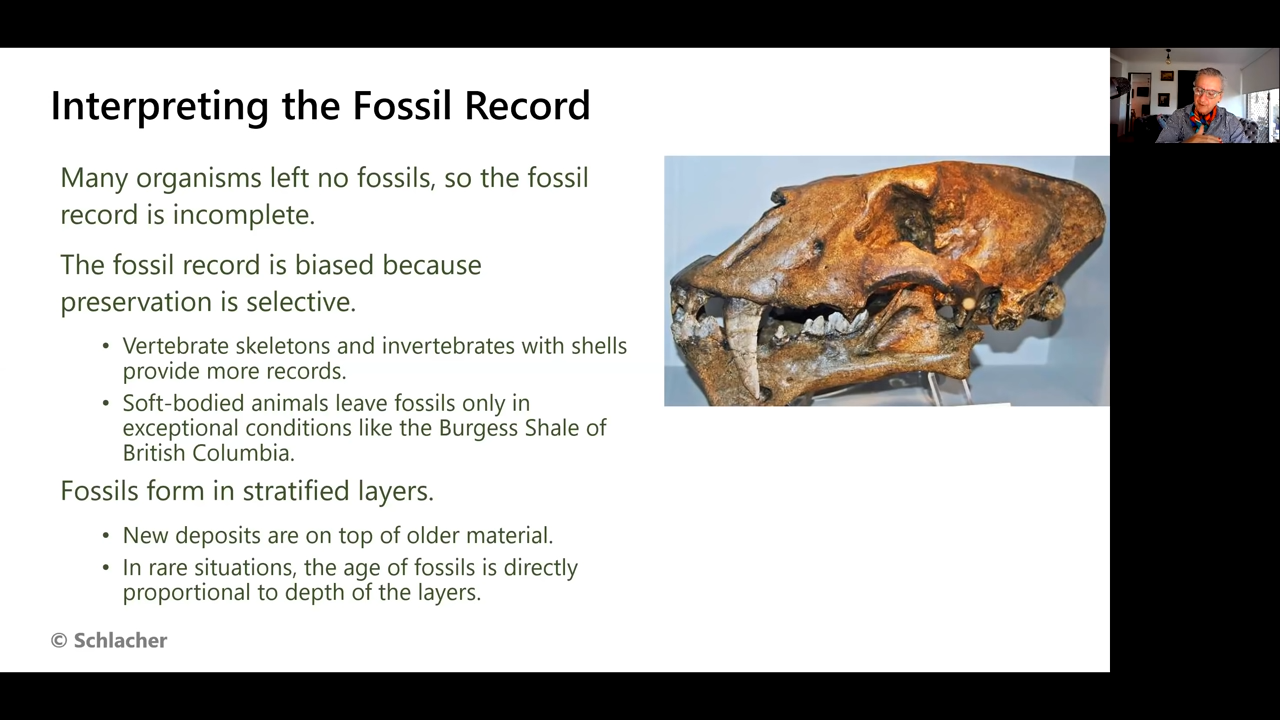 Interpreting the Fossil Record
Many organisms left no fossils, so the fossil
record is incomplete.
The fossil record is biased because
preservation is selective.
• Vertebrate skeletons and invertebrates with shells
provide more records.
• Soft-bodied animals leave fossils only in
exceptional conditions like the Burgess Shale of
British Columbia.
Fossils form in stratified layers.
• New deposits are on top of older material.
• In rare situations, the age of fossils is directly
proportional to depth of the layers.
© Schlacher